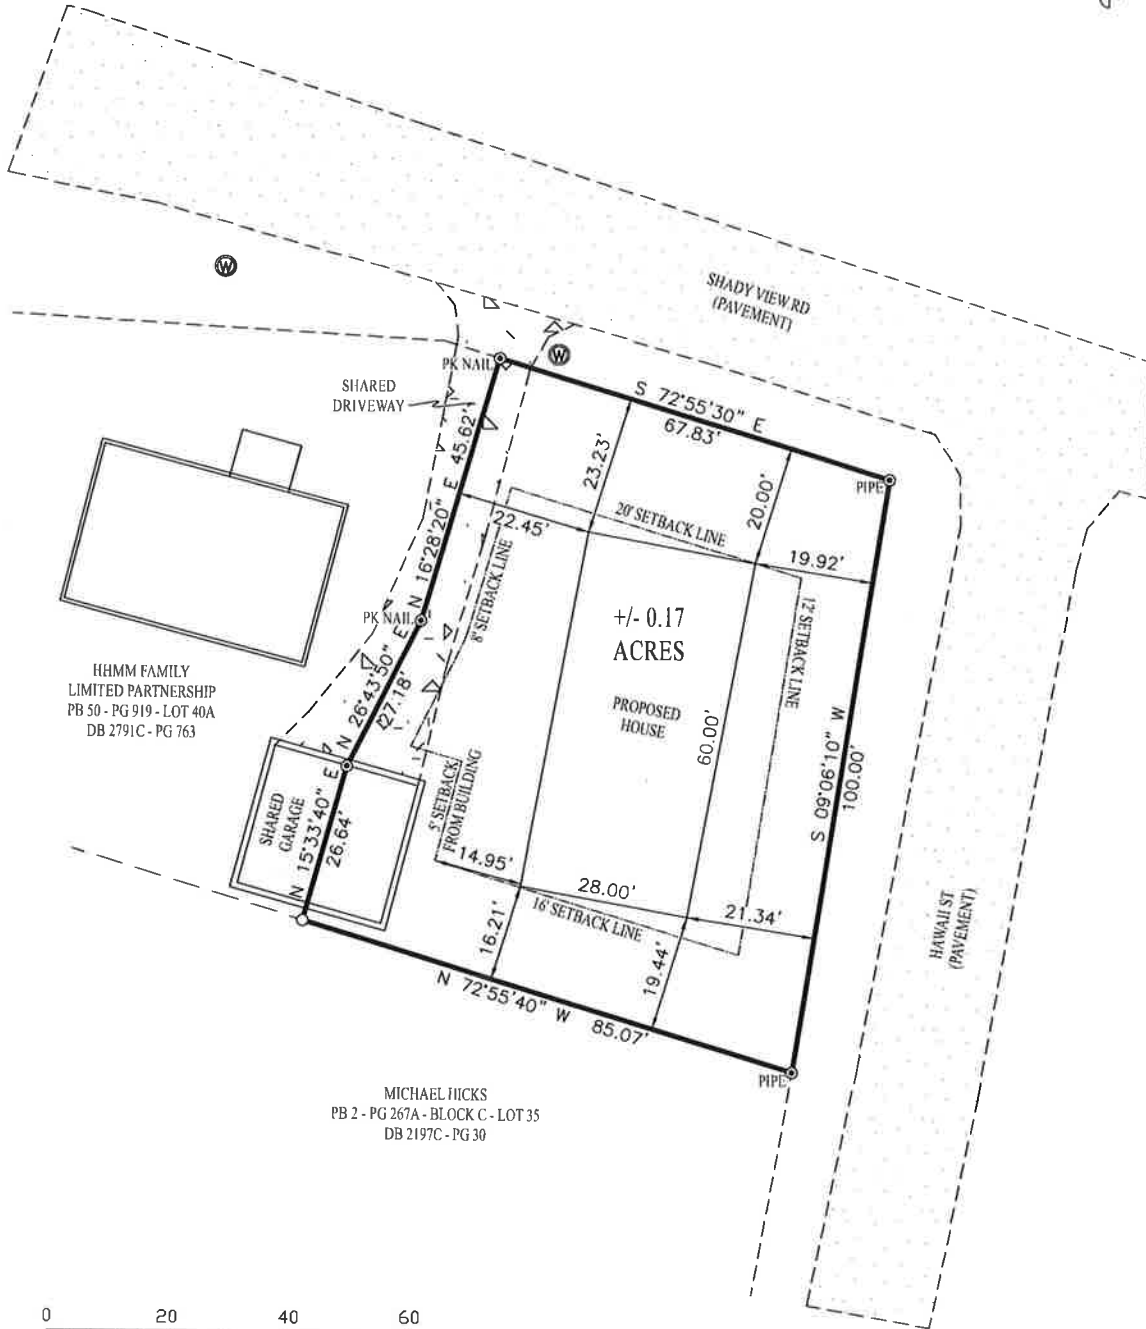 SHADY VIEW RD
(PAVEMENT)
W
W
PK NAIL
SHARED
DRIVEWAY
S 72°55'30" E
67.83'
PIPE
N 16°28'20" E 45.62'
23.23'
20.00'
22.45'
20' SETBACK LINE
19.92'
8' SETBACK LINE
12' SETBACK LINE
+/- 0.17
ACRES
PK NAIL
PROPOSED
HOUSE
HHMM FAMILY
LIMITED PARTNERSHIP
PB 50 - PG 919 - LOT 40A
DB 2791C - PG 763
N 26°43'50" E
27.18'
60.00'
S 09°06'10" W
100.00'
SHARED
GARAGE
N 15°33'40" E
26.64'
5' SETBACK
FROM BUILDING
14.95'
28.00'
16' SETBACK LINE
21.34'
16.21'
19.44'
HAWAII ST
(PAVEMENT)
N 72°55'40" W 85.07'
PIPE
MICHAEL HICKS
PB 2 - PG 267A - BLOCK C - LOT 35
DB 2197C - PG 30
0 20 40 60